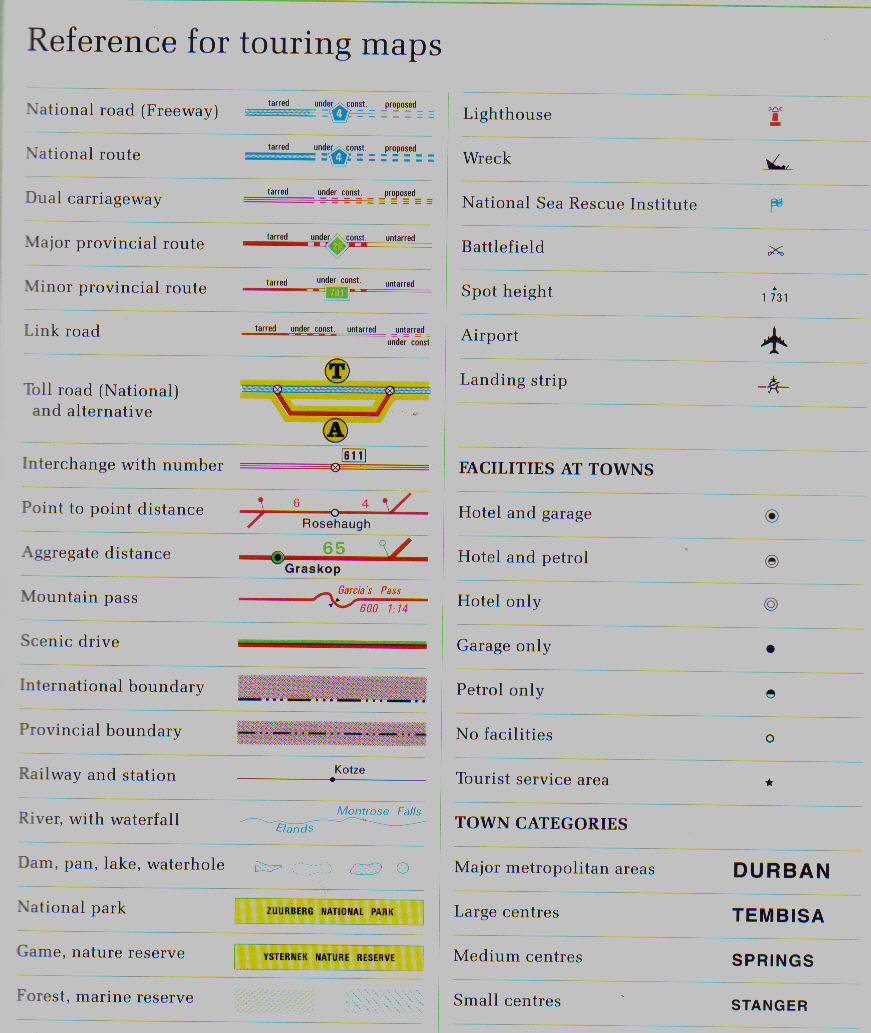 Reference for touring maps
National road (Freeway)
tarred under const. proposed
4
National route
tarred under const. proposed
4
Dual carriageway
tarred under const. proposed
Major provincial route
tarred under const. untarred
Minor provincial route
tarred under const. untarred
701
Link road
tarred under const. untarred untarred
under const.
Toll road (National)
and alternative
T
A
Interchange with number
611
Point to point distance
6 4
Rosehaugh
Aggregate distance
65
Graskop
Mountain pass
Garcia's Pass
600 1:14
Scenic drive
International boundary
Provincial boundary
Railway and station
Kotze
River, with waterfall
Montrose Falls
Elands
Dam, pan, lake, waterhole
National park
ZUURBERG NATIONAL PARK
Game, nature reserve
YSTERNEK NATURE RESERVE
Forest, marine reserve
Lighthouse
Wreck
National Sea Rescue Institute
Battlefield
Spot height
1 731
Airport
Landing strip
FACILITIES AT TOWNS
Hotel and garage
Hotel and petrol
Hotel only
Garage only
Petrol only
No facilities
Tourist service area
TOWN CATEGORIES
Major metropolitan areas DURBAN
Large centres TEMBISA
Medium centres SPRINGS
Small centres STANGER